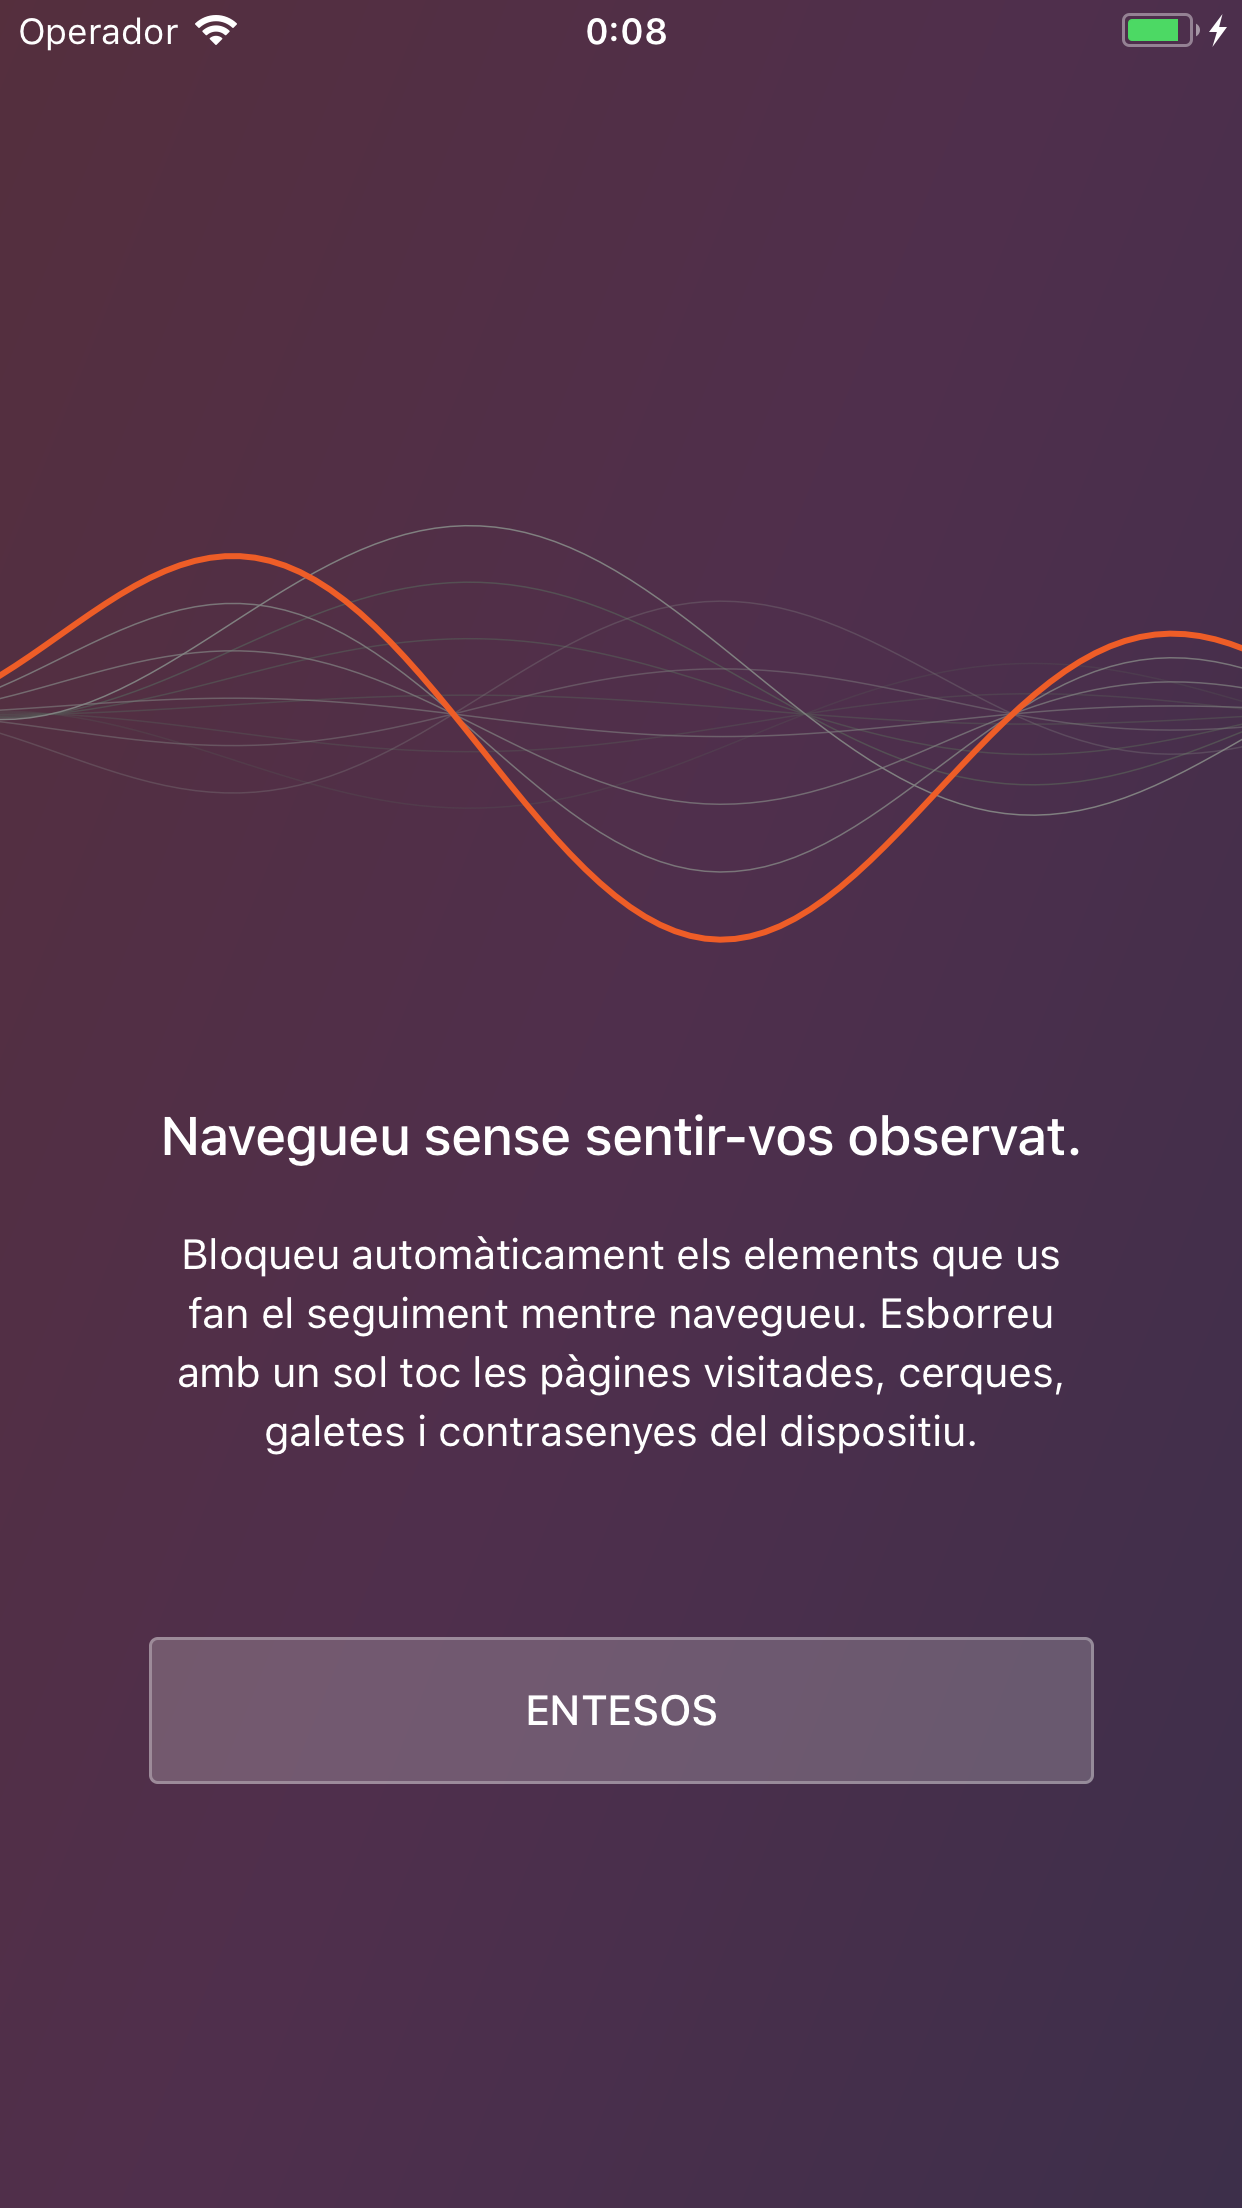 Operador 0:08
Navegueu sense sentir-vos observat.
Bloqueu automàticament els elements que us
fan el seguiment mentre navegueu. Esborreu
amb un sol toc les pàgines visitades, cerques,
galetes i contrasenyes del dispositiu.
ENTESOS